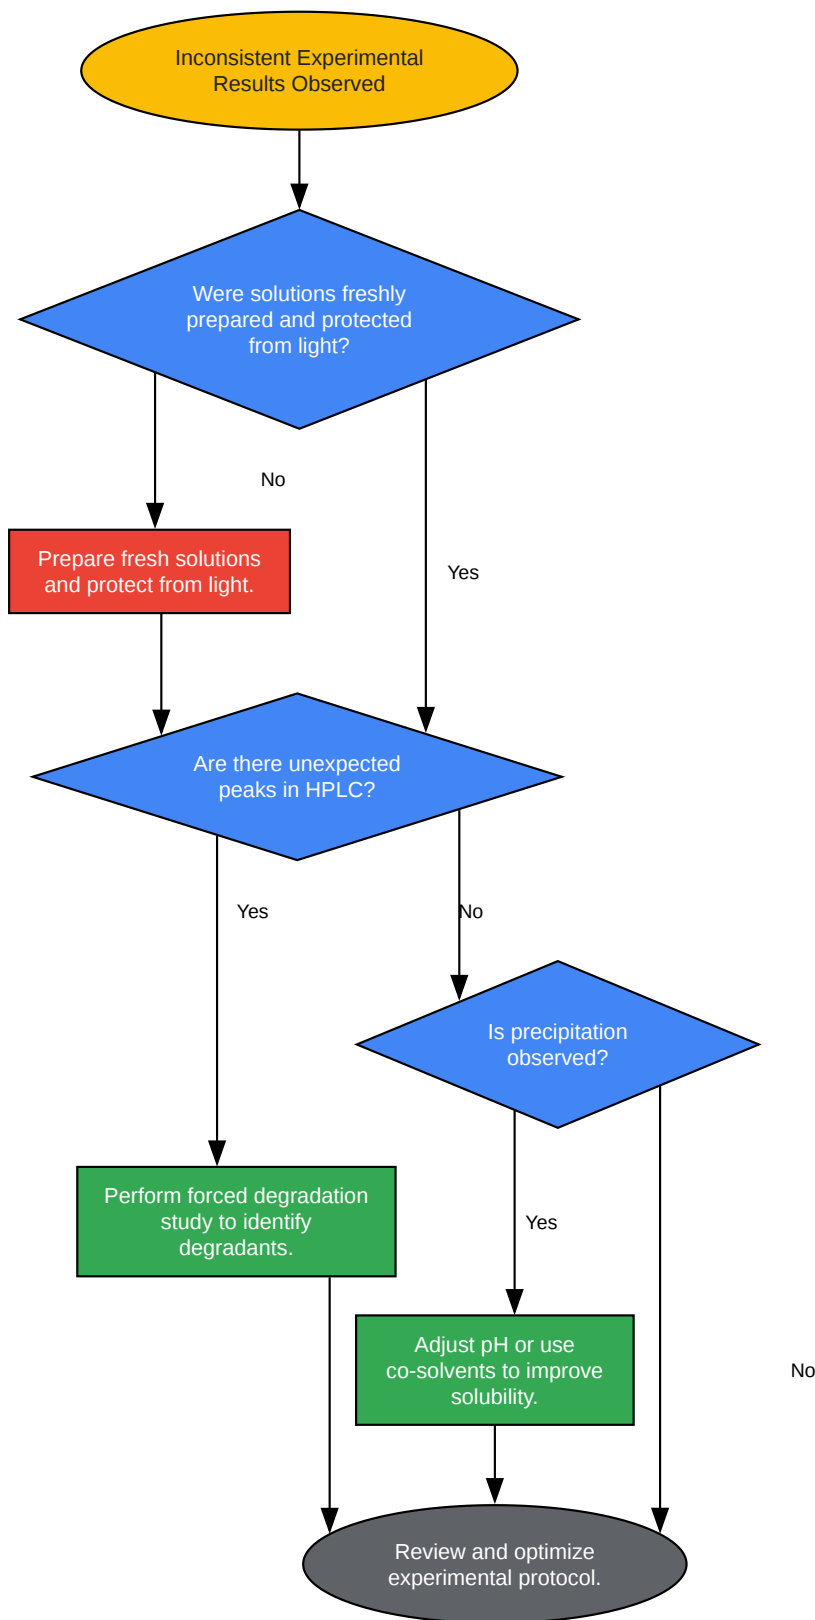 Inconsistent Experimental
Results Observed
Were solutions freshly
prepared and protected
from light?
No
Prepare fresh solutions
and protect from light.
Yes
Are there unexpected
peaks in HPLC?
Yes
No
Is precipitation
observed?
Perform forced degradation
study to identify
degradants.
Yes
Adjust pH or use
co-solvents to improve
solubility.
No
Review and optimize
experimental protocol.